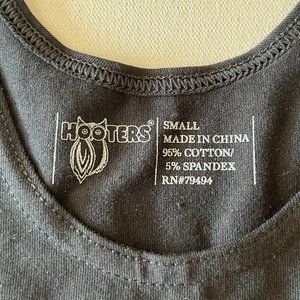 HOOTERS
SMALL
MADE IN CHINA
95% COTTON/
5% SPANDEX
RN#79494